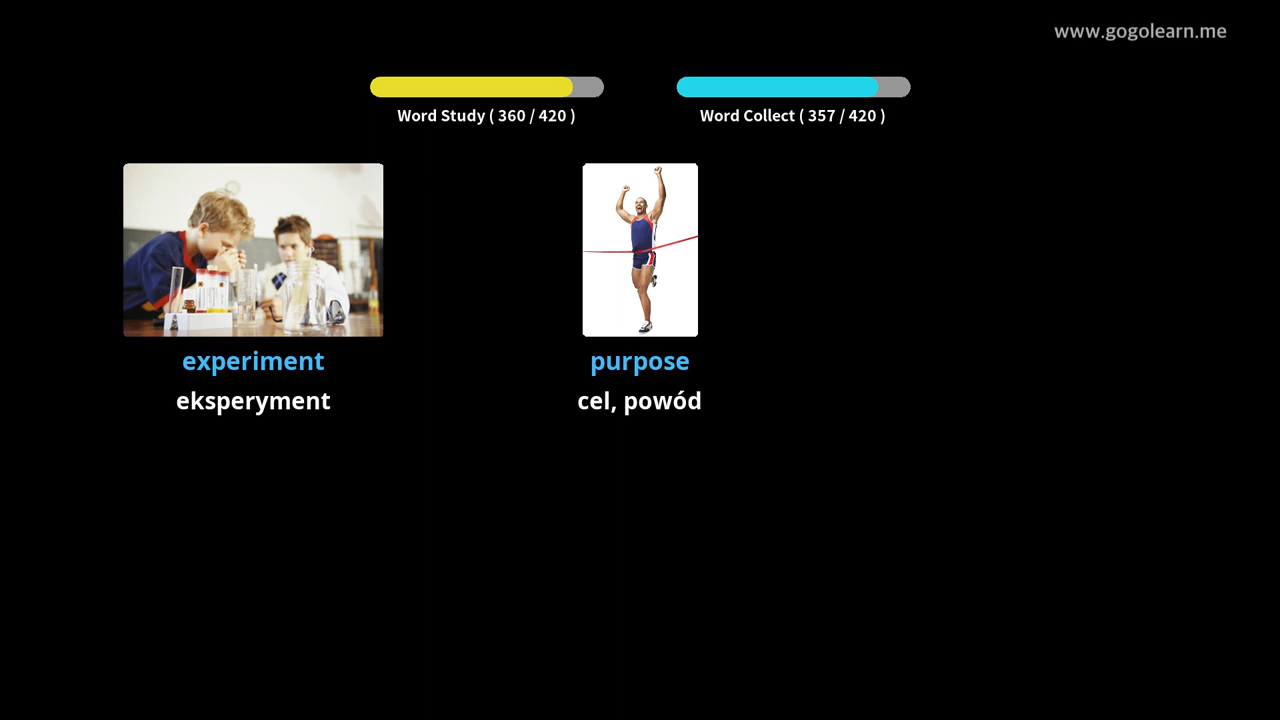 www.gogolearn.me
Word Study ( 360 / 420 )
Word Collect ( 357 / 420 )
experiment
eksperyment
purpose
cel, powód